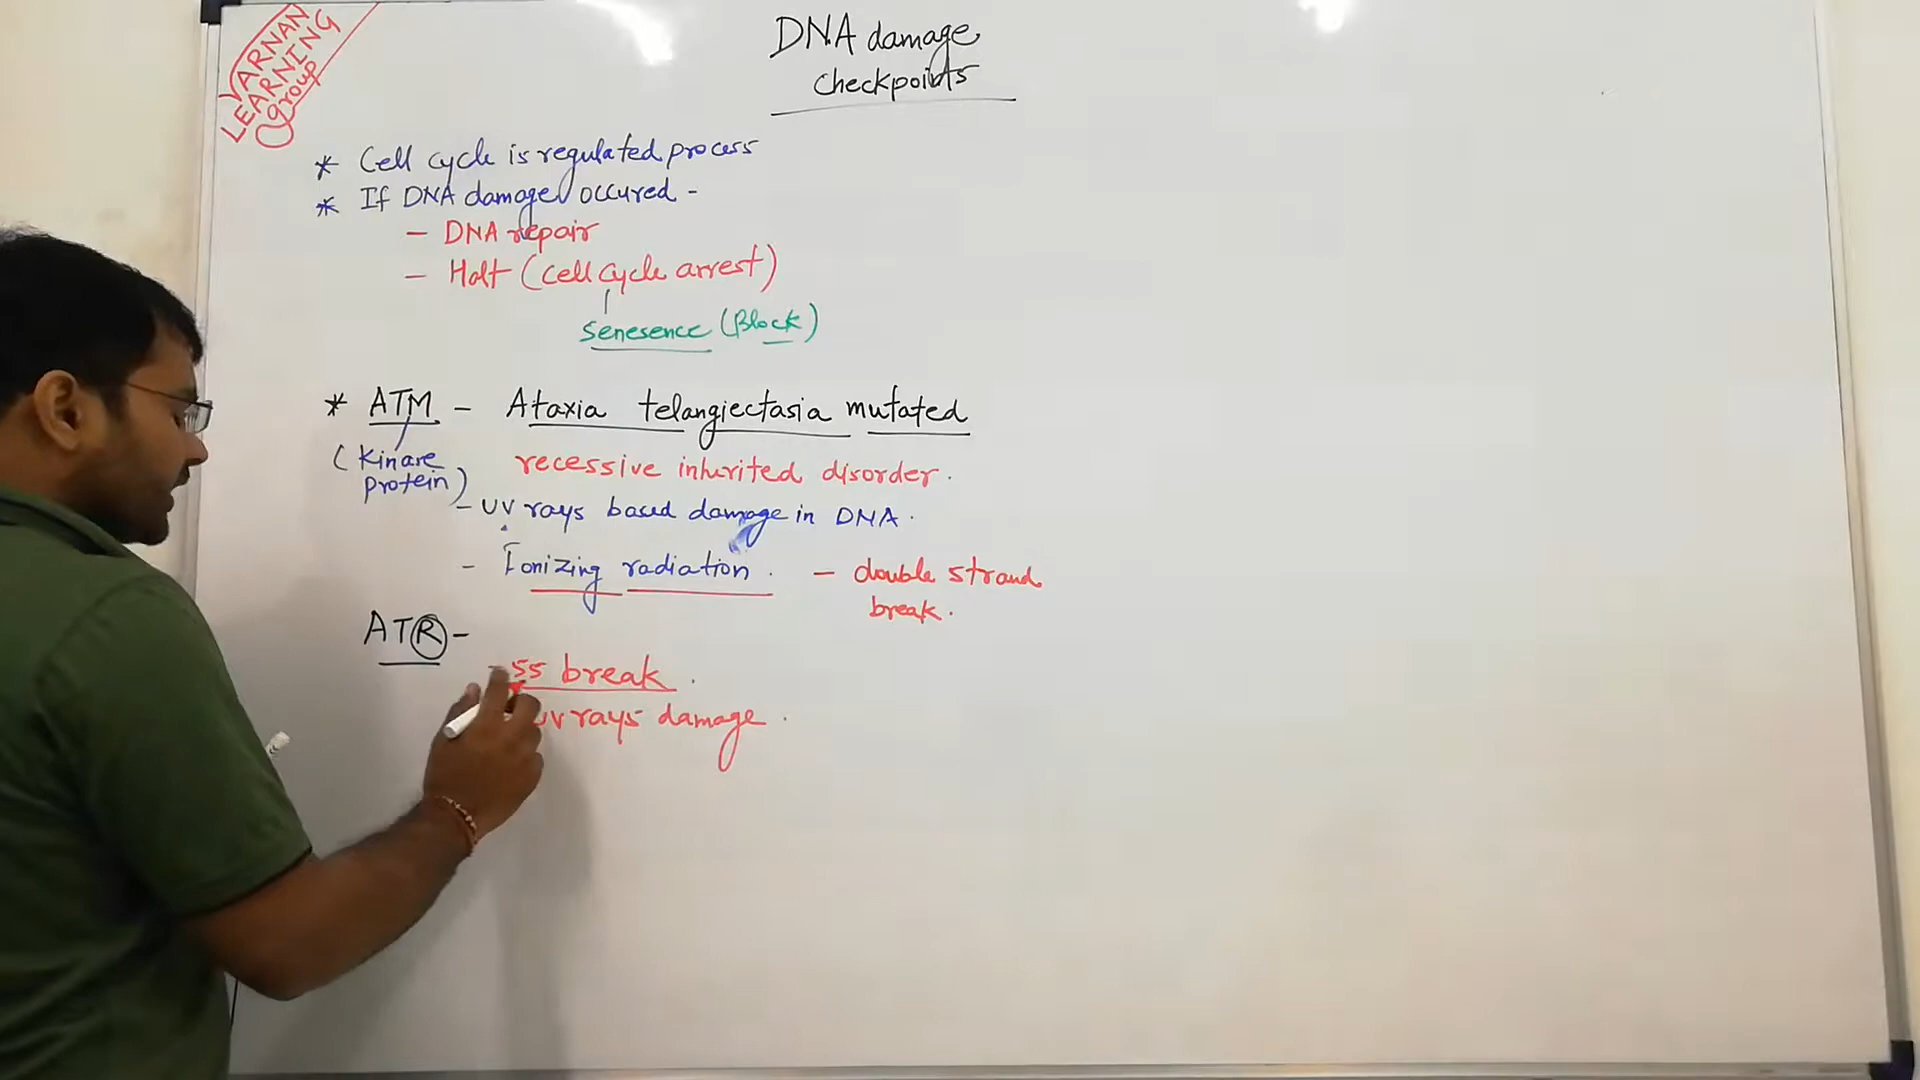 VARNAN
LEARNING
Group
DNA damage
checkpoints
* Cell cycle is regulated process
* If DNA damage occured -
- DNA repair
- Halt (cell cycle arrest)
Senesence (Block)
* ATM - Ataxia telangiectasia mutated
(Kinase
protein)
recessive inherited disorder.
- UV rays based damage in DNA.
- Ionizing radiation. - double strand
break.
ATR -
- ss break.
UV rays damage.